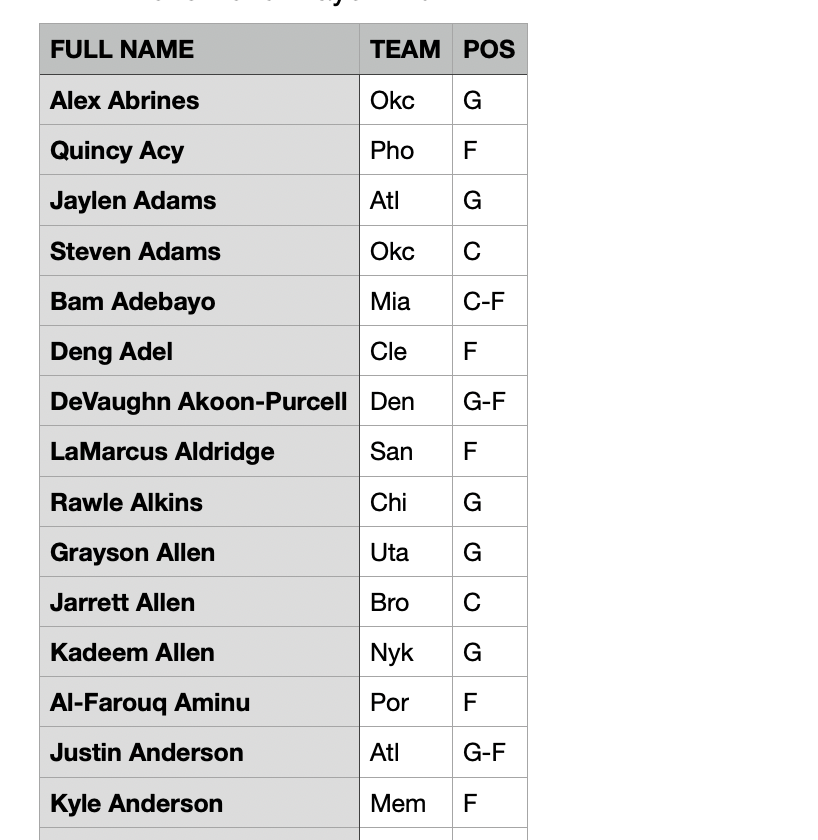 FULL NAME TEAM POS
Alex Abrines Okc G
Quincy Acy Pho F
Jaylen Adams Atl G
Steven Adams Okc C
Bam Adebayo Mia C-F
Deng Adel Cle F
DeVaughn Akoon-Purcell Den G-F
LaMarcus Aldridge San F
Rawle Alkins Chi G
Grayson Allen Uta G
Jarrett Allen Bro C
Kadeem Allen Nyk G
Al-Farouq Aminu Por F
Justin Anderson Atl G-F
Kyle Anderson Mem F